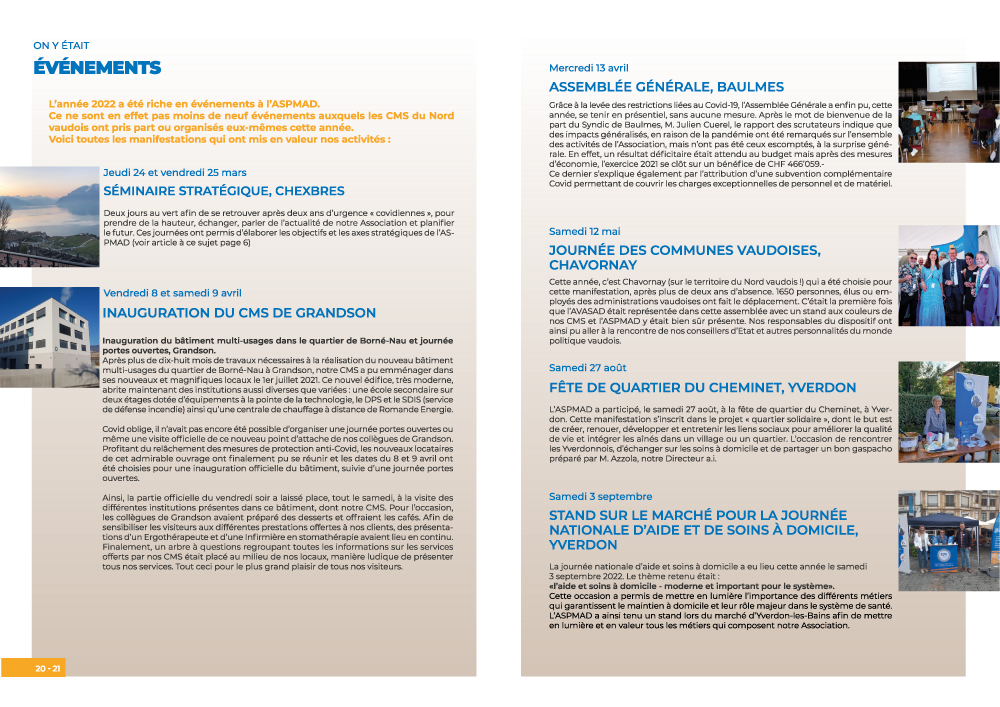 ON Y ÉTAIT
ÉVÉNEMENTS
L'année 2022 a été riche en événements à l'ASPMAD.
Ce ne sont en effet pas moins de neuf événements auxquels les CMS du Nord
vaudois ont pris part ou organisés eux-mêmes cette année.
Voici toutes les manifestations qui ont mis en valeur nos activités :
Jeudi 24 et vendredi 25 mars
SÉMINAIRE STRATÉGIQUE, CHEXBRES
Deux jours au vert afin de se retrouver après deux ans d'urgence « covidiennes », pour
prendre de la hauteur, échanger, parler de l'actualité de notre Association et planifier
le futur. Ces journées ont permis d'élaborer les objectifs et les axes stratégiques de l'AS-
PMAD (voir article à ce sujet page 6)
Vendredi 8 et samedi 9 avril
INAUGURATION DU CMS DE GRANDSON
Inauguration du bâtiment multi-usages dans le quartier de Borné-Nau et journée
portes ouvertes, Grandson.
Après plus de dix-huit mois de travaux nécessaires à la réalisation du nouveau bâtiment
multi-usages du quartier de Borné-Nau à Grandson, notre CMS a pu emménager dans
ses nouveaux et magnifiques locaux le 1er juillet 2021. Ce nouvel édifice, très moderne,
abrite maintenant des institutions aussi diverses que variées : une école secondaire sur
deux étages dotée d'équipements à la pointe de la technologie, le DPS et le SDIS (service
de défense incendie) ainsi qu'une centrale de chauffage à distance de Romande Energie.
Covid oblige, il n'avait pas encore été possible d'organiser une journée portes ouvertes ou
même une visite officielle de ce nouveau point d'attache de nos collègues de Grandson.
Profitant du relâchement des mesures de protection anti-Covid, les nouveaux locataires
de cet admirable ouvrage ont finalement pu se réunir et les dates du 8 et 9 avril ont
été choisies pour une inauguration officielle du bâtiment, suivie d'une journée portes
ouvertes.
Ainsi, la partie officielle du vendredi soir a laissé place, tout le samedi, à la visite des
différentes institutions présentes dans ce bâtiment, dont notre CMS. Pour l'occasion,
les collègues de Grandson avaient préparé des desserts et offraient les cafés. Afin de
sensibiliser les visiteurs aux différentes prestations offertes à nos clients, des présenta-
tions d'un Ergothérapeute et d'une Infirmière en stomathérapie avaient lieu en continu.
Finalement, un arbre à questions regroupant toutes les informations sur les services
offerts par nos CMS était placé au milieu de nos locaux, manière ludique de présenter
tous nos services. Tout ceci pour le plus grand plaisir de tous nos visiteurs.
20 - 21
Mercredi 13 avril
ASSEMBLÉE GÉNÉRALE, BAULMES
Grâce à la levée des restrictions liées au Covid-19, l'Assemblée Générale a enfin pu, cette
année, se tenir en présentiel, sans aucune mesure. Après le mot de bienvenue de la
part du Syndic de Baulmes, M. Julien Cuerel, le rapport des scrutateurs indique que
des impacts généralisés, en raison de la pandémie ont été remarqués sur l'ensemble
des activités de l'Association, mais n'ont pas été ceux escomptés, à la surprise géné-
rale. En effet, un résultat déficitaire était attendu au budget mais après des mesures
d'économie, l'exercice 2021 se clôt sur un bénéfice de CHF 466'059.-
Ce dernier s'explique également par l'attribution d'une subvention complémentaire
Covid permettant de couvrir les charges exceptionnelles de personnel et de matériel.
Samedi 12 mai
JOURNÉE DES COMMUNES VAUDOISES,
CHAVORNAY
Cette année, c'est Chavornay (sur le territoire du Nord vaudois !) qui a été choisie pour
cette manifestation, après plus de deux ans d'absence. 1650 personnes, élus ou em-
ployés des administrations vaudoises ont fait le déplacement. C'était la première fois
que l'AVASAD était représentée dans cette assemblée avec un stand aux couleurs de
nos CMS et l'ASPMAD y était bien sûr présente. Nos responsables du dispositif ont
ainsi pu aller à la rencontre de nos conseillers d'Etat et autres personnalités du monde
politique vaudois.
Samedi 27 août
FÊTE DE QUARTIER DU CHEMINET, YVERDON
L'ASPMAD a participé, le samedi 27 août, à la fête de quartier du Cheminet, à Yver-
don. Cette manifestation s'inscrit dans le projet « quartier solidaire », dont le but est
de créer, renouer, développer et entretenir les liens sociaux pour améliorer la qualité
de vie et intégrer les aînés dans un village ou un quartier. L'occasion de rencontrer
les Yverdonnois, d'échanger sur les soins à domicile et de partager un bon gaspacho
préparé par M. Azzola, notre Directeur a.i.
Samedi 3 septembre
STAND SUR LE MARCHÉ POUR LA JOURNÉE
NATIONALE D'AIDE ET DE SOINS À DOMICILE,
YVERDON
La journée nationale d'aide et soins à domicile a eu lieu cette année le samedi
3 septembre 2022. Le thème retenu était :
«l'aide et soins à domicile - moderne et important pour le système».
Cette occasion a permis de mettre en lumière l'importance des différents métiers
qui garantissent le maintien à domicile et leur rôle majeur dans le système de santé.
L'ASPMAD a ainsi tenu un stand lors du marché d'Yverdon-les-Bains afin de mettre
en lumière et en valeur tous les métiers qui composent notre Association.